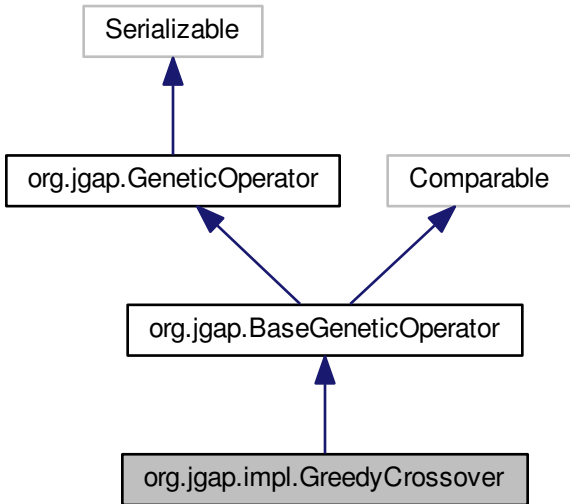 Serializable
org.jgap.GeneticOperator
Comparable
org.jgap.BaseGeneticOperator
org.jgap.impl.GreedyCrossover